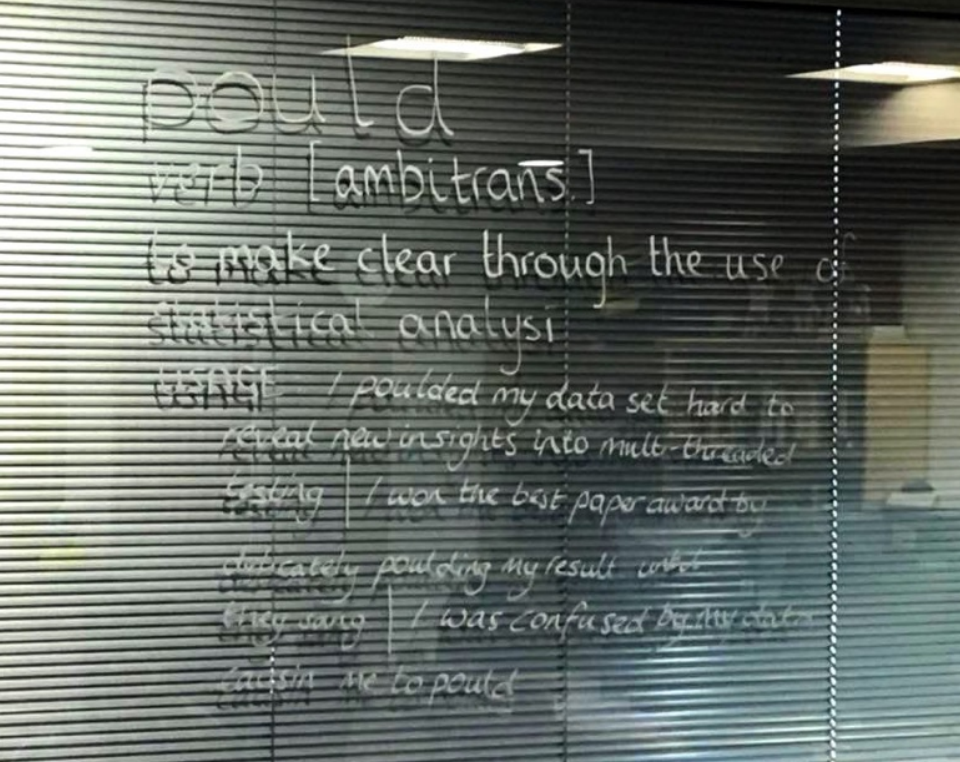 pould
verb [ambitrans.]
to make clear through the use of
statistical analysi
USAGE I poulded my data set hard to
reveal new insights into multi-threaded
testing | I won the best paper award by
delicately poulding my result until
they sang | I was confused by my data
causin me to pould